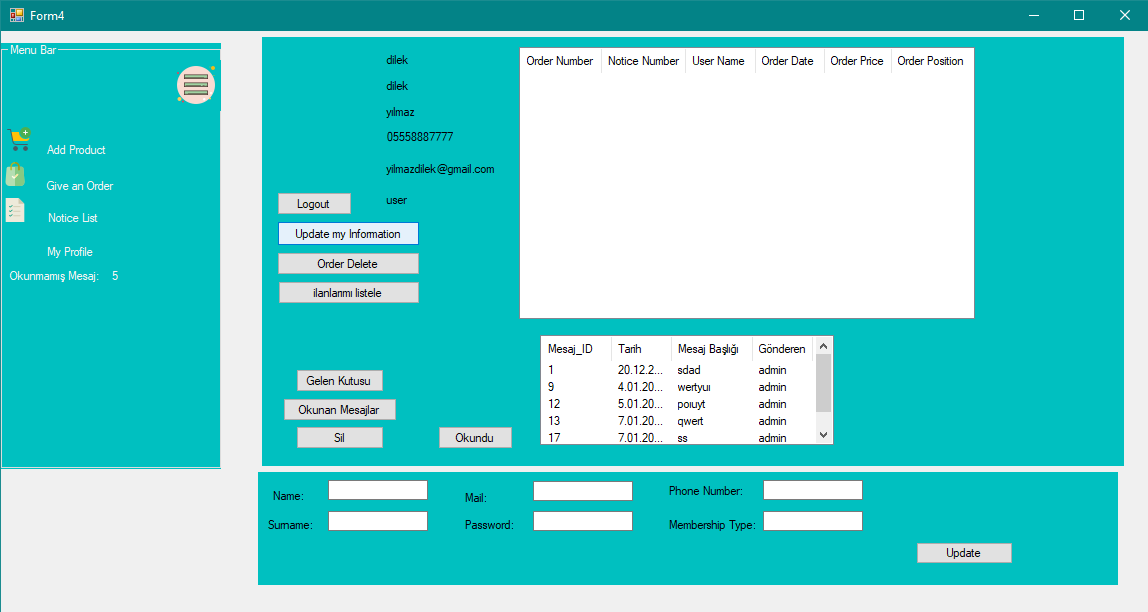 Form4
Menu Bar
Add Product
Give an Order
Notice List
My Profile
Okunmamış Mesaj: 5
dilek
dilek
yılmaz
05558887777
yilmazdilek@gmail.com
user
Logout
Update my Information
Order Delete
ilanlarımı listele
Order Number Notice Number User Name Order Date Order Price Order Position
Gelen Kutusu
Okunan Mesajlar
Sil
Okundu
Mesaj_ID Tarih Mesaj Başlığı Gönderen
1 20.12.2... sdad admin
9 4.01.20... wertyuı admin
12 5.01.20... poıuyt admin
13 7.01.20... qwert admin
17 7.01.20... ss admin
Name: Mail: Phone Number:
Surname: Password: Membership Type:
Update